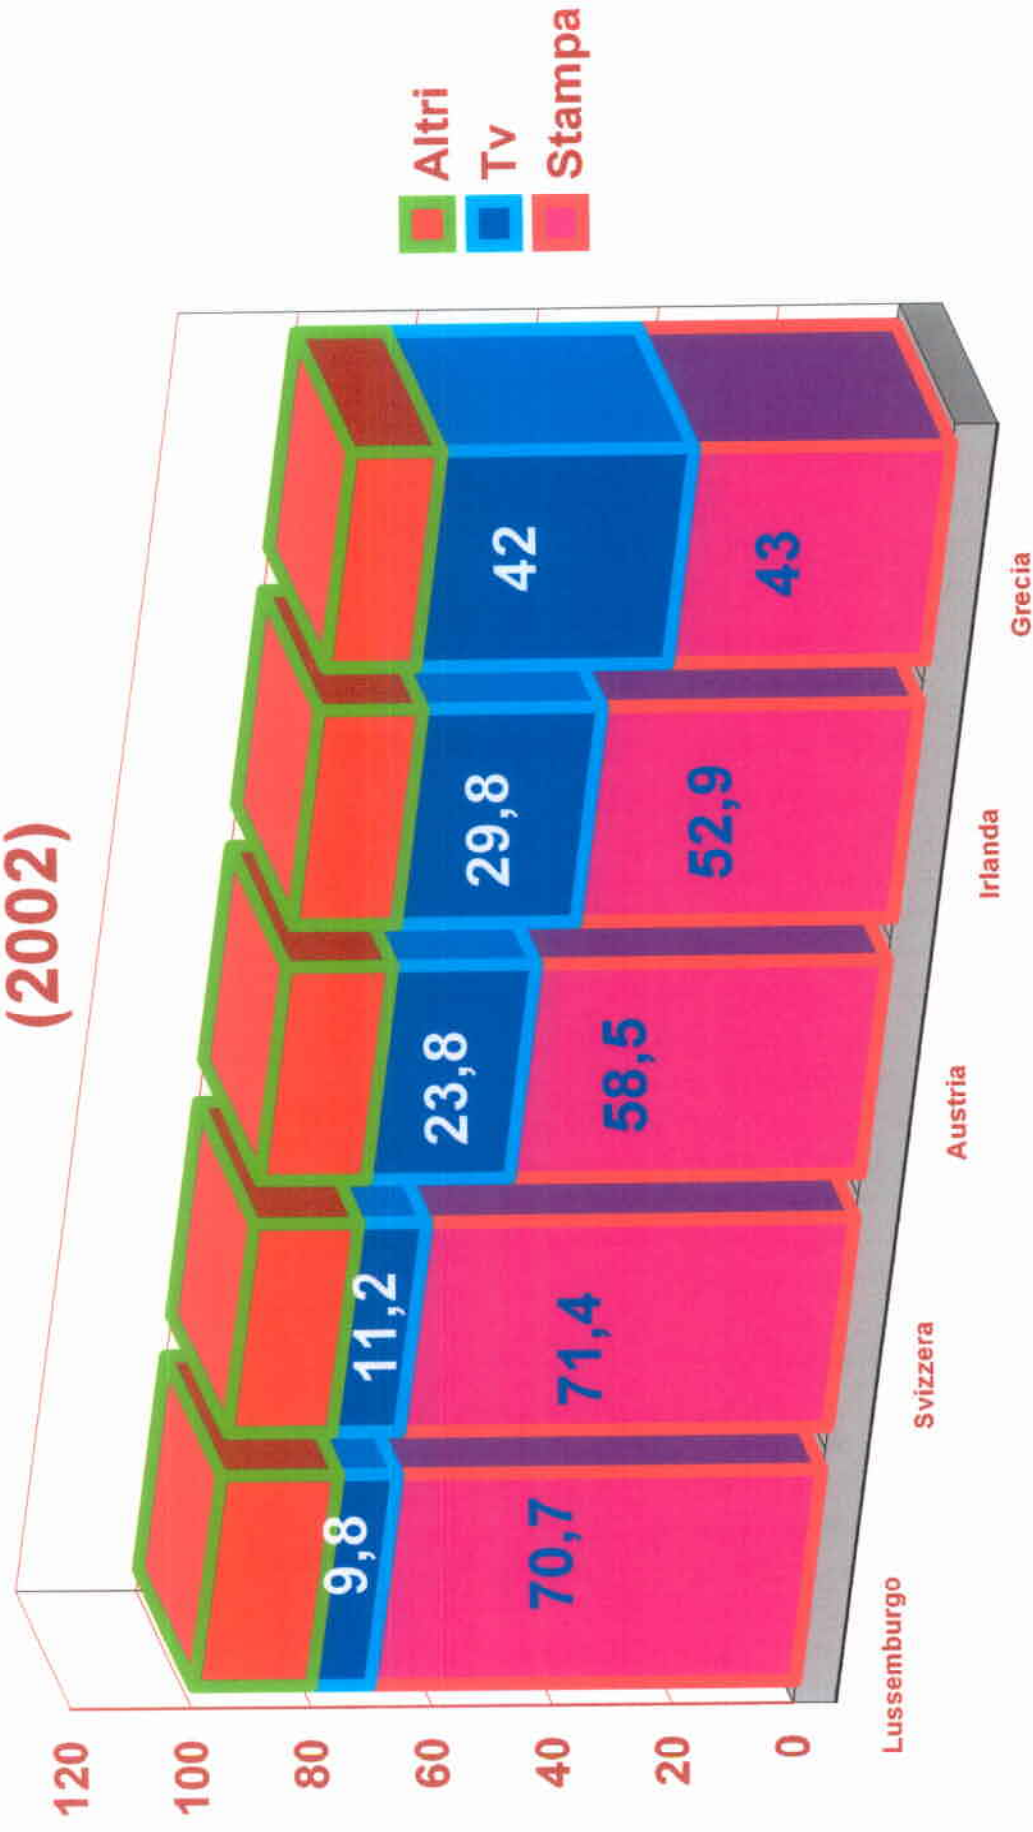 (2002)
120
100
80
60
40
20
0
9,8
11,2
23,8
29,8
42
70,7
71,4
58,5
52,9
43
Lussemburgo
Svizzera
Austria
Irlanda
Grecia
Altri
Tv
Stampa